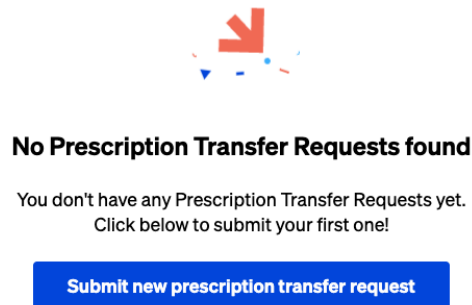 No Prescription Transfer Requests found
You don't have any Prescription Transfer Requests yet.
Click below to submit your first one!
Submit new prescription transfer request